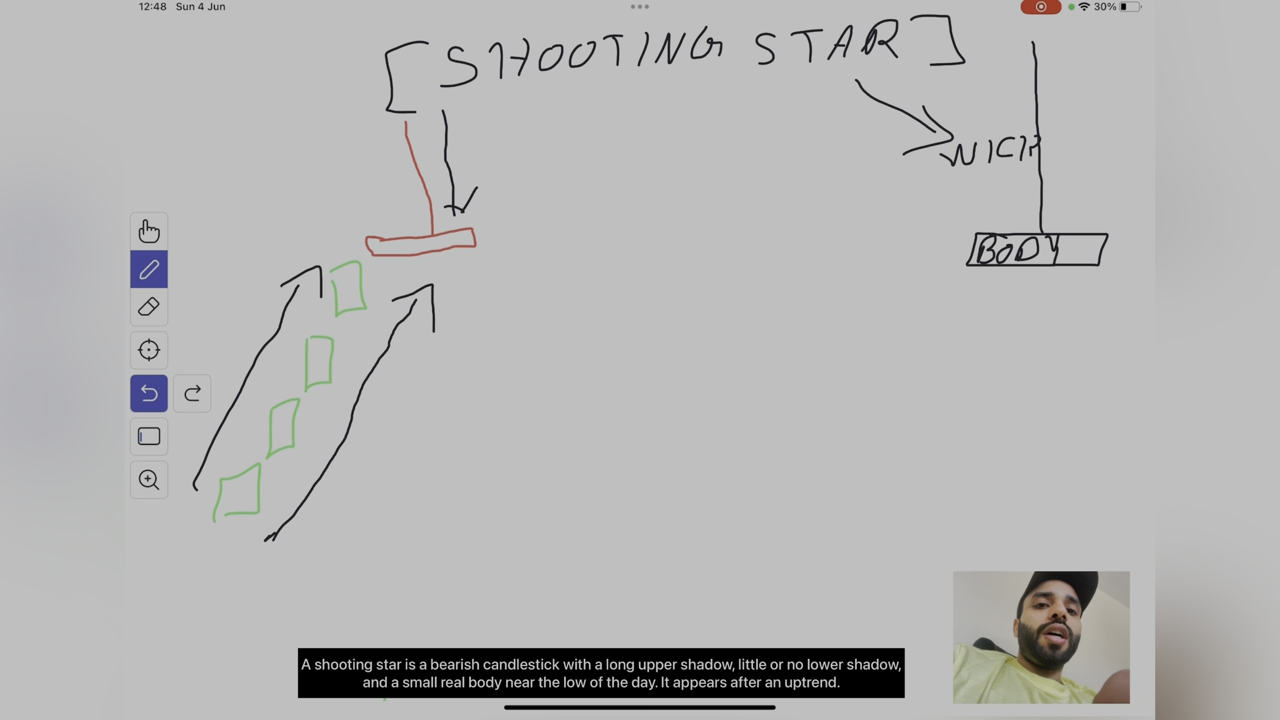 12:48 Sun 4 Jun
30%
[SHOOTING STAR]
WICK
BODY
A shooting star is a bearish candlestick with a long upper shadow, little or no lower shadow,
and a small real body near the low of the day. It appears after an uptrend.